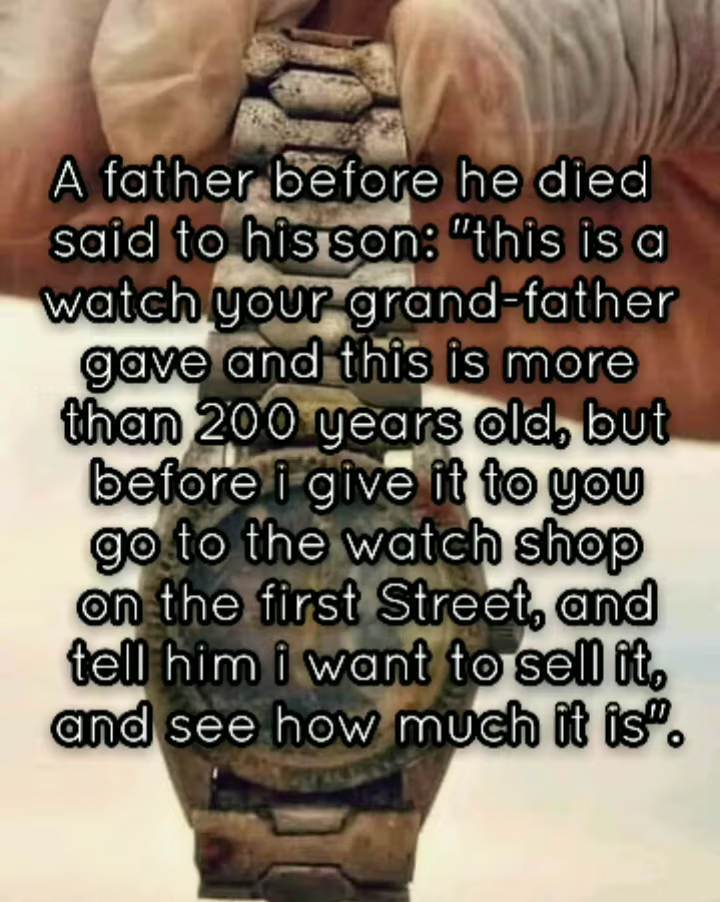 A father before he died
said to his son: "this is a
watch your grand-father
gave and this is more
than 200 years old, but
before i give it to you
go to the watch shop
on the first Street, and
tell him i want to sell it,
and see how much it is".